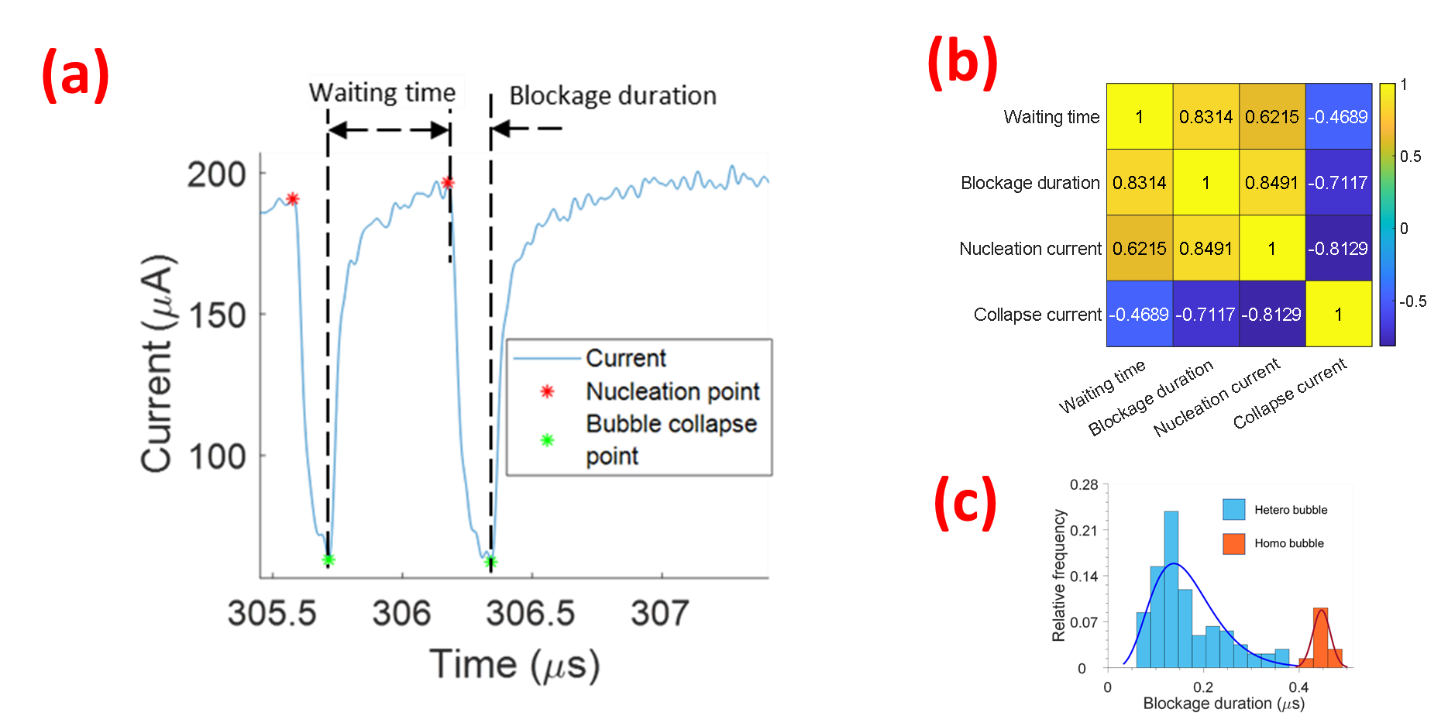 (a)
Waiting time
Blockage duration
200
150
100
Current (μA)
Current
Nucleation point
Bubble collapse
point
305.5 306 306.5 307
Time (μs)
(b)
Waiting time 1 0.8314 0.6215 -0.4689
Blockage duration 0.8314 1 0.8491 -0.7117
Nucleation current 0.6215 0.8491 1 -0.8129
Collapse current -0.4689 -0.7117 -0.8129 1
Waiting time
Blockage duration
Nucleation current
Collapse current
1
0.5
0
-0.5
(c)
0.28
0.21
0.14
0.07
0
Relative frequency
Hetero bubble
Homo bubble
0 0.2 0.4
Blockage duration (μs)